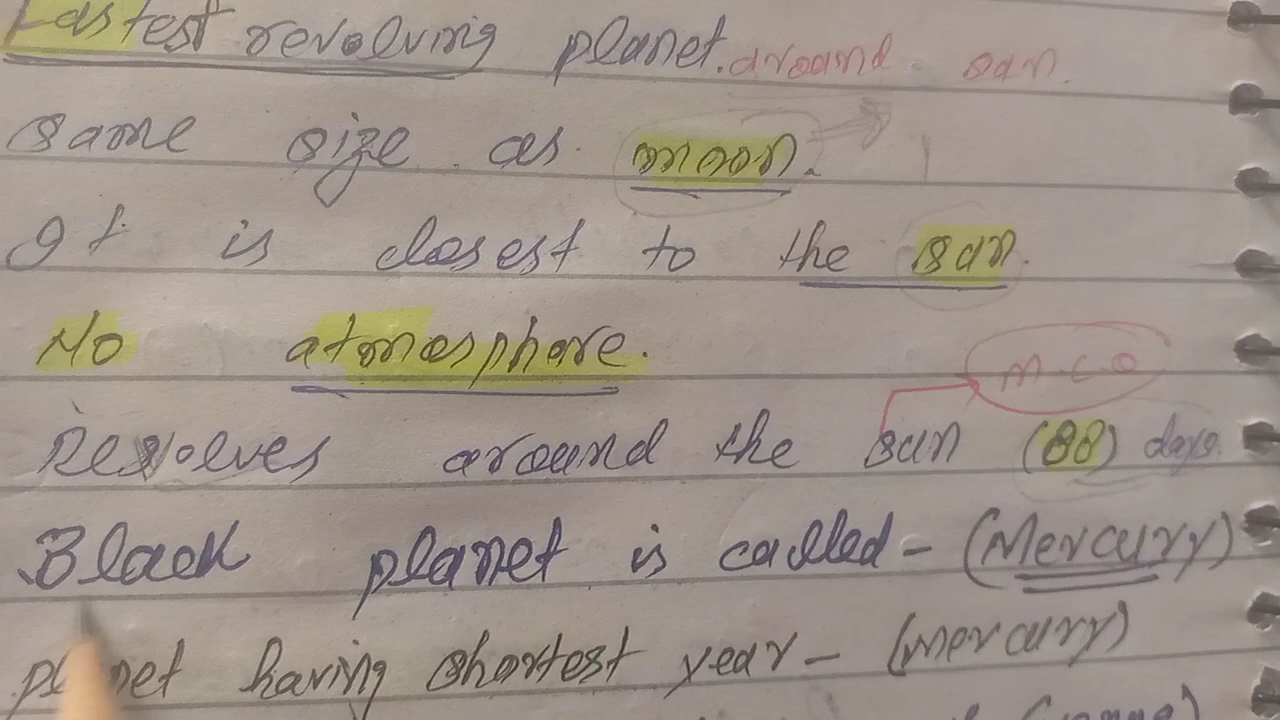 Fastest revolving planet. around sun.
same size as moon.
It is closest to the sun.
No atmosphare.
m.c.Q
Revolves around the sun (88) days.
Black planet is called - (Mercury)
planet having shortest year - (Mercury)